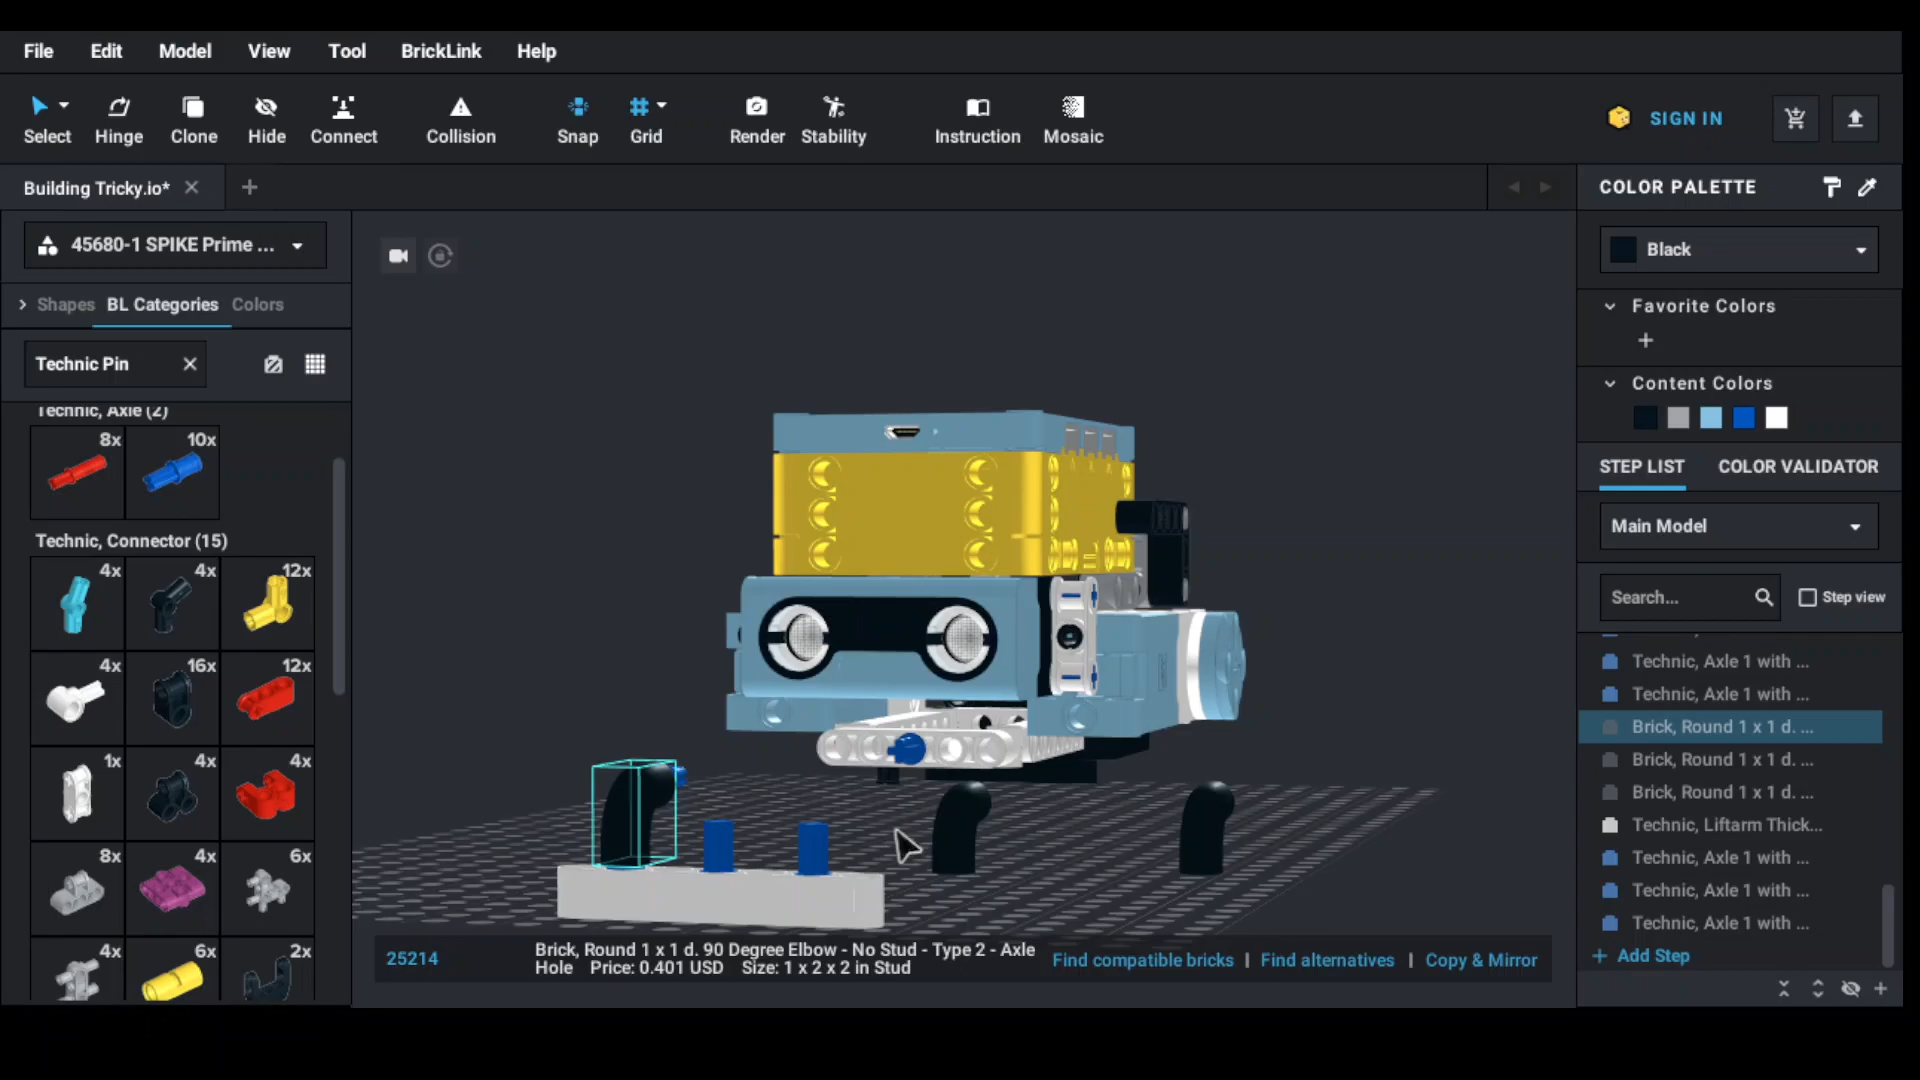 File Edit Model View Tool BrickLink Help
Select Hinge Clone Hide Connect Collision Snap Grid Render Stability Instruction Mosaic
SIGN IN
Building Tricky.io*
COLOR PALETTE
45680-1 SPIKE Prime ...
Black
Shapes BL Categories Colors
Favorite Colors
Technic Pin
Content Colors
Technic, Axle (2)
8x 10x
STEP LIST COLOR VALIDATOR
Main Model
Technic, Connector (15)
4x 4x 12x
Search... Step view
4x 16x 12x
Technic, Axle 1 with ...
Technic, Axle 1 with ...
Brick, Round 1 x 1 d. ...
Brick, Round 1 x 1 d. ...
Brick, Round 1 x 1 d. ...
Technic, Liftarm Thick...
Technic, Axle 1 with ...
Technic, Axle 1 with ...
Technic, Axle 1 with ...
+ Add Step
1x 4x 4x
8x 4x 6x
4x 6x 2x
25214
Brick, Round 1 x 1 d. 90 Degree Elbow - No Stud - Type 2 - Axle
Hole Price: 0.401 USD Size: 1 x 2 x 2 in Stud
Find compatible bricks | Find alternatives | Copy & Mirror